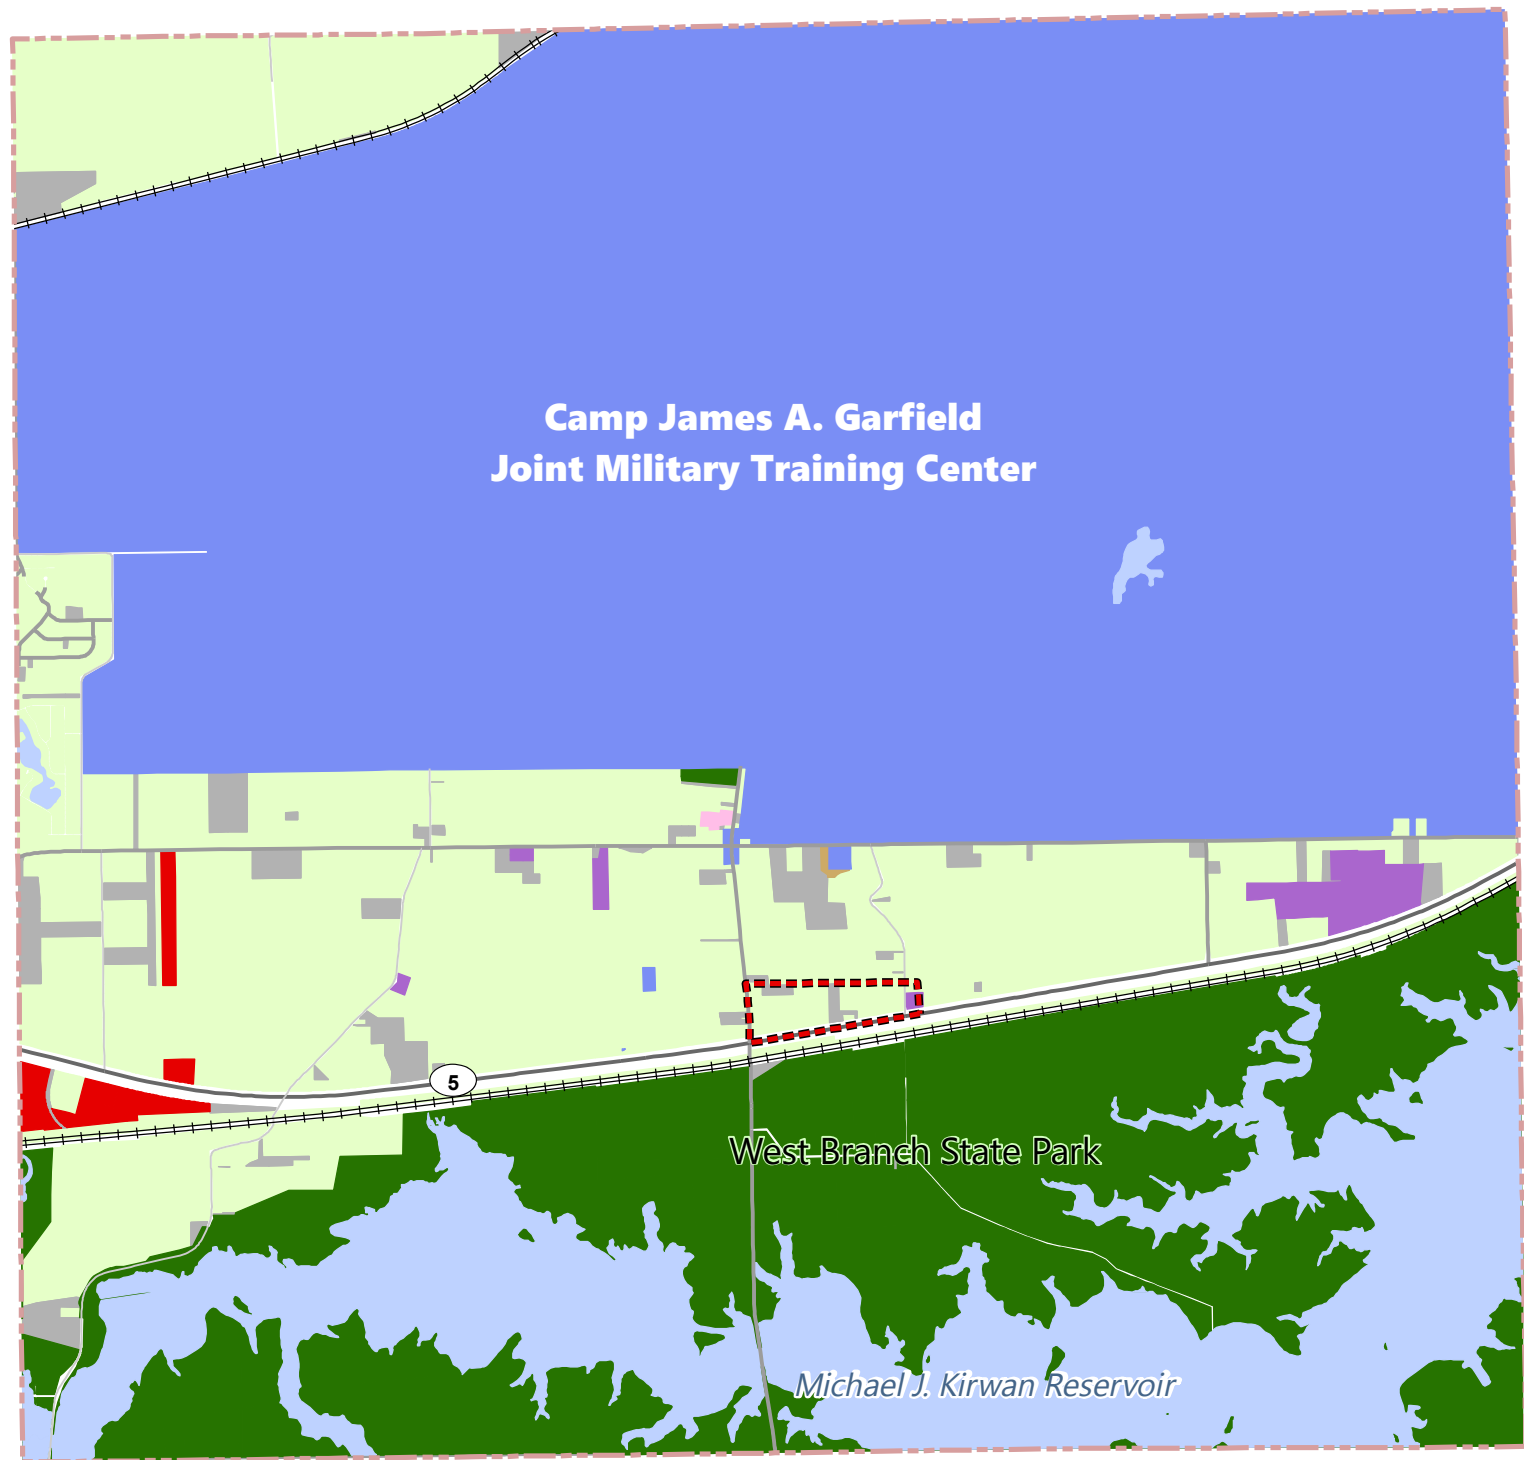 Camp James A. Garfield
Joint Military Training Center
5
West Branch State Park
Michael J. Kirwan Reservoir